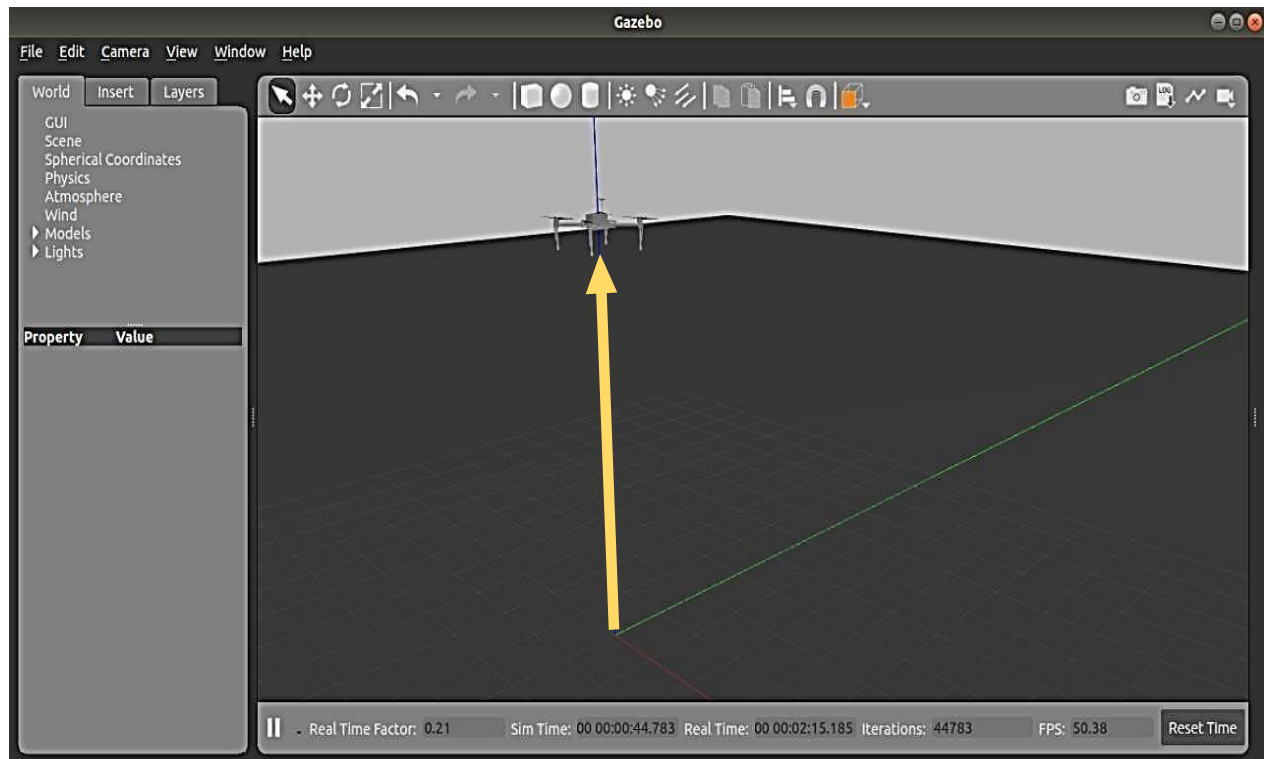 Gazebo
File Edit Camera View Window Help
World Insert Layers
LOG
GUI
Scene
Spherical Coordinates
Physics
Atmosphere
Wind
Models
Lights
Property Value
Real Time Factor: 0.21 Sim Time: 00 00:00:44.783 Real Time: 00 00:02:15.185 Iterations: 44783 FPS: 50.38 Reset Time